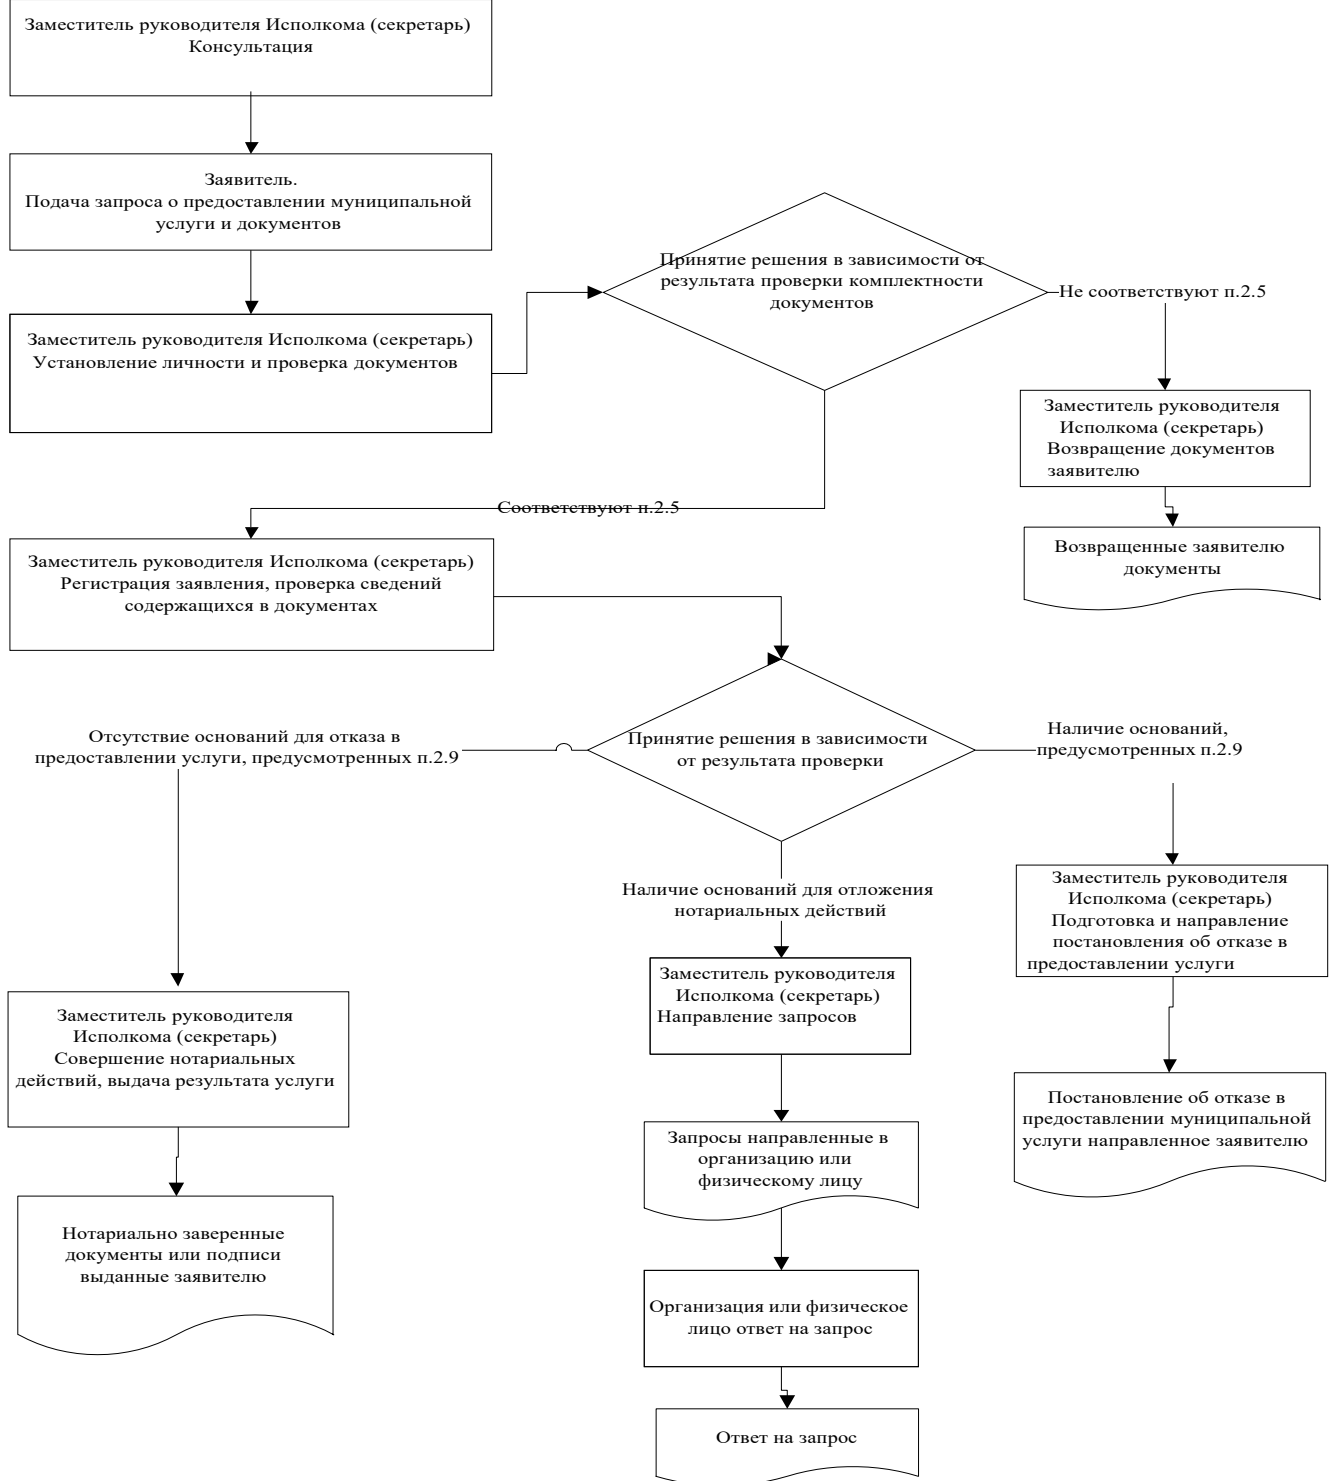 Заместитель руководителя Исполкома (секретарь)
Консультация
Заявитель.
Подача запроса о предоставлении муниципальной
услуги и документов
Заместитель руководителя Исполкома (секретарь)
Установление личности и проверка документов
Принятие решения в зависимости от
результата проверки комплектности
документов
Не соответствуют п.2.5
Заместитель руководителя
Исполкома (секретарь)
Возвращение документов
заявителю
Возвращенные заявителю
документы
Соответствуют п.2.5
Заместитель руководителя Исполкома (секретарь)
Регистрация заявления, проверка сведений
содержащихся в документах
Принятие решения в зависимости
от результата проверки
Отсутствие оснований для отказа в
предоставлении услуги, предусмотренных п.2.9
Наличие оснований,
предусмотренных п.2.9
Наличие оснований для отложения
нотариальных действий
Заместитель руководителя
Исполкома (секретарь)
Совершение нотариальных
действий, выдача результата услуги
Нотариально заверенные
документы или подписи
выданные заявителю
Заместитель руководителя
Исполкома (секретарь)
Направление запросов
Запросы направленные в
организацию или
физическому лицу
Организация или физическое
лицо ответ на запрос
Ответ на запрос
Заместитель руководителя
Исполкома (секретарь)
Подготовка и направление
постановления об отказе в
предоставлении услуги
Постановление об отказе в
предоставлении муниципальной
услуги направленное заявителю